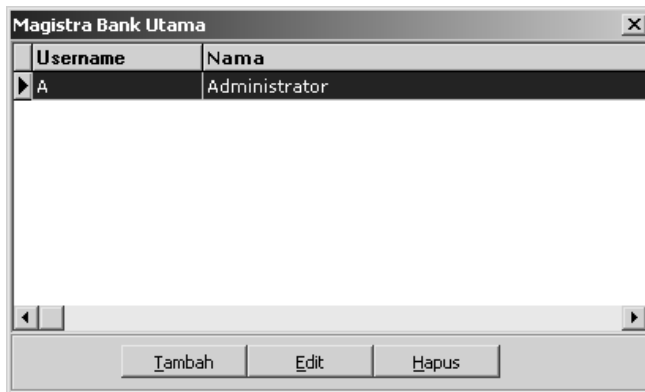 Magistra Bank Utama
Username Nama
A Administrator
Tambah Edit Hapus